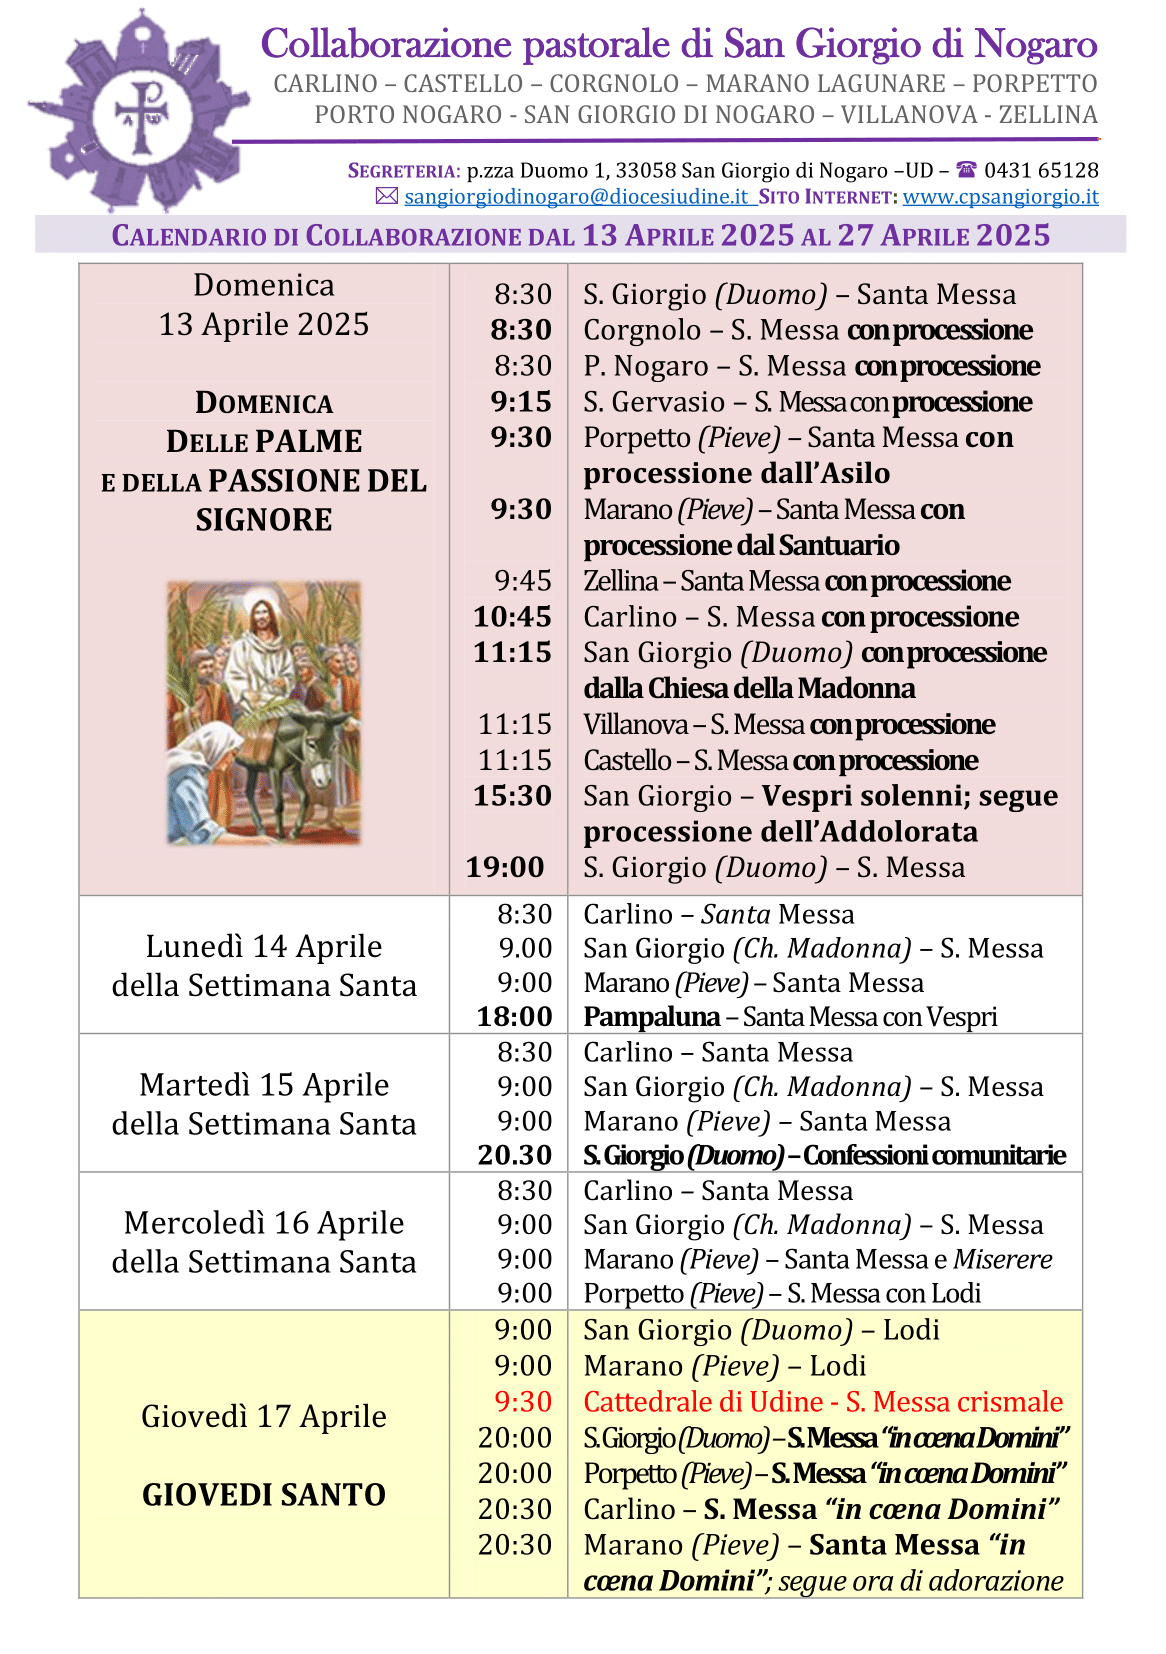 Collaborazione pastorale di San Giorgio di Nogaro
CARLINO – CASTELLO – CORGNOLO – MARANO LAGUNARE – PORPETTO
PORTO NOGARO - SAN GIORGIO DI NOGARO – VILLANOVA - ZELLINA
SEGRETERIA: p.zza Duomo 1, 33058 San Giorgio di Nogaro –UD – ☎ 0431 65128
✉ sangiorgiodinogaro@diocesiudine.it SITO INTERNET: www.cpsangiorgio.it
CALENDARIO DI COLLABORAZIONE DAL 13 APRILE 2025 AL 27 APRILE 2025
Domenica
13 Aprile 2025
DOMENICA
DELLE PALME
E DELLA PASSIONE DEL
SIGNORE
8:30 S. Giorgio (Duomo) – Santa Messa
8:30 Corgnolo – S. Messa con processione
8:30 P. Nogaro – S. Messa con processione
9:15 S. Gervasio – S. Messa con processione
9:30 Porpetto (Pieve) – Santa Messa con
processione dall’Asilo
9:30 Marano (Pieve) – Santa Messa con
processione dal Santuario
9:45 Zellina – Santa Messa con processione
10:45 Carlino – S. Messa con processione
11:15 San Giorgio (Duomo) con processione
dalla Chiesa della Madonna
11:15 Villanova – S. Messa con processione
11:15 Castello – S. Messa con processione
15:30 San Giorgio – Vespri solenni; segue
processione dell’Addolorata
19:00 S. Giorgio (Duomo) – S. Messa
Lunedì 14 Aprile
della Settimana Santa
8:30 Carlino – Santa Messa
9.00 San Giorgio (Ch. Madonna) – S. Messa
9:00 Marano (Pieve) – Santa Messa
18:00 Pampaluna – Santa Messa con Vespri
Martedì 15 Aprile
della Settimana Santa
8:30 Carlino – Santa Messa
9:00 San Giorgio (Ch. Madonna) – S. Messa
9:00 Marano (Pieve) – Santa Messa
20.30 S. Giorgio (Duomo) – Confessioni comunitarie
Mercoledì 16 Aprile
della Settimana Santa
8:30 Carlino – Santa Messa
9:00 San Giorgio (Ch. Madonna) – S. Messa
9:00 Marano (Pieve) – Santa Messa e Miserere
9:00 Porpetto (Pieve) – S. Messa con Lodi
Giovedì 17 Aprile
GIOVEDI SANTO
9:00 San Giorgio (Duomo) – Lodi
9:00 Marano (Pieve) – Lodi
9:30 Cattedrale di Udine - S. Messa crismale
20:00 S. Giorgio (Duomo) – S. Messa “in cœna Domini”
20:00 Porpetto (Pieve) – S. Messa “in cœna Domini”
20:30 Carlino – S. Messa “in cœna Domini”
20:30 Marano (Pieve) – Santa Messa “in
cœna Domini”; segue ora di adorazione